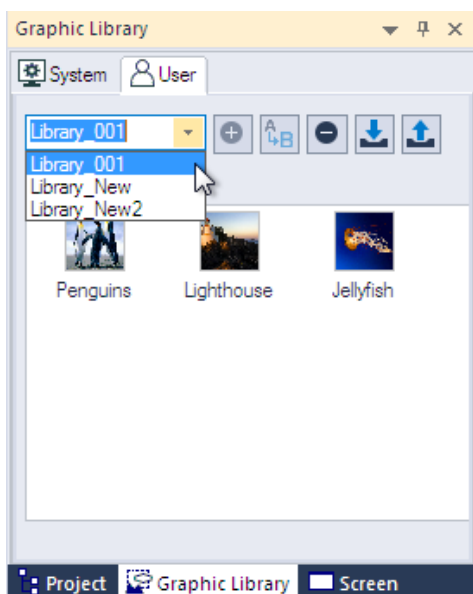 Graphic Library
System User
Library_001
A B
Library_001
Library_New
Library_New2
Penguins Lighthouse Jellyfish
Project Graphic Library Screen